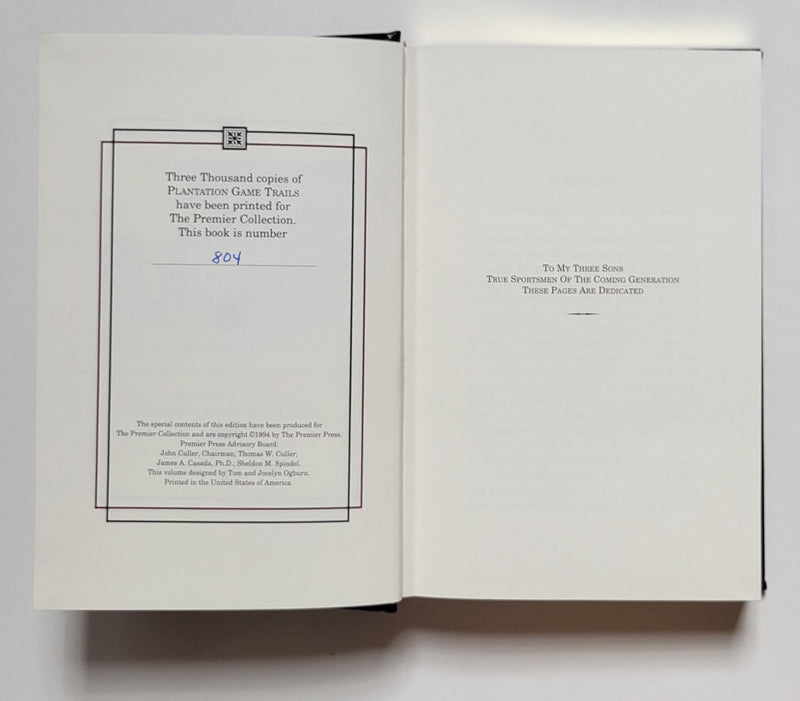 Three Thousand copies of
PLANTATION GAME TRAILS
have been printed for
The Premier Collection.
This book is number
804
The special contents of this edition have been produced for
The Premier Collection and are copyright ©1994 by The Premier Press.
Premier Press Advisory Board:
John Culler, Chairman; Thomas W. Culler;
James A. Casada, Ph.D.; Sheldon M. Spindel.
This volume designed by Tom and Jocelyn Ogburn.
Printed in the United States of America.
TO MY THREE SONS
TRUE SPORTSMEN OF THE COMING GENERATION
THESE PAGES ARE DEDICATED